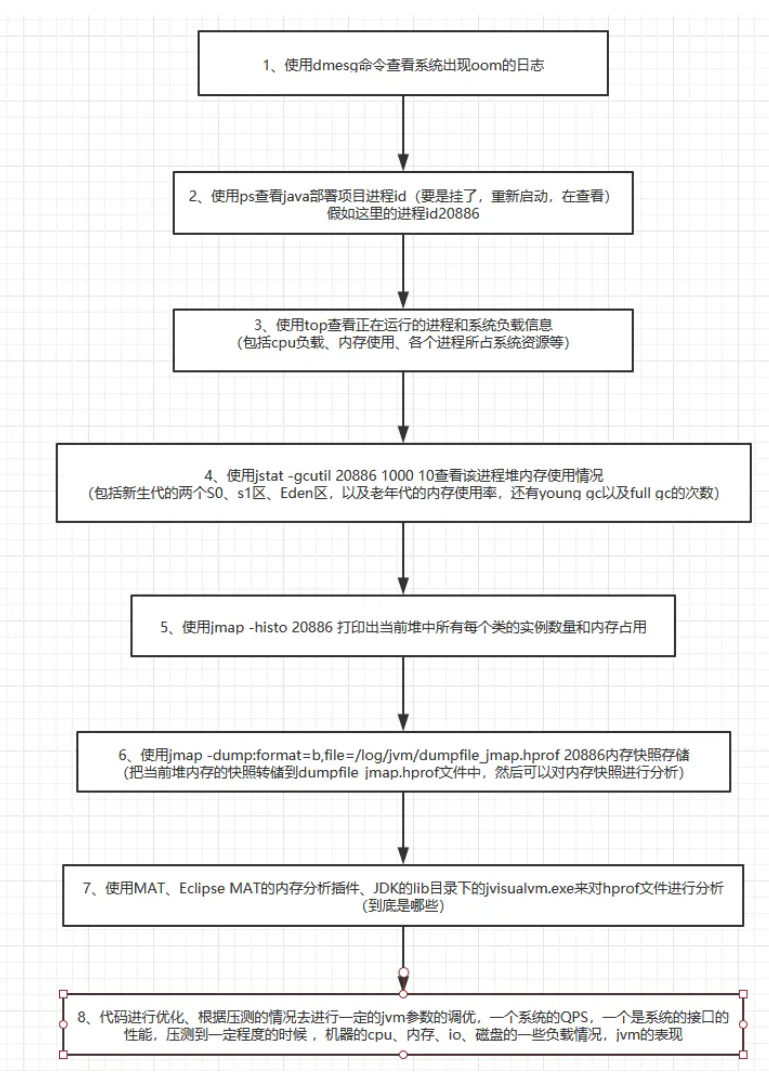 1、使用dmesg命令查看系统出现oom的日志
2、使用ps查看java部署项目进程id（要是挂了，重新启动，在查看）
假如这里的进程id20886
3、使用top查看正在运行的进程和系统负载信息
（包括cpu负载、内存使用、各个进程所占系统资源等）
4、使用jstat -gcutil 20886 1000 10查看该进程堆内存使用情况
（包括新生代的两个S0、s1区、Eden区，以及老年代的内存使用率，还有young gc以及full gc的次数）
5、使用jmap -histo 20886 打印出当前堆中所有每个类的实例数量和内存占用
6、使用jmap -dump:format=b,file=/log/jvm/dumpfile_jmap.hprof 20886内存快照存储
（把当前堆内存的快照转储到dumpfile_jmap.hprof文件中，然后可以对内存快照进行分析）
7、使用MAT、Eclipse MAT的内存分析插件、JDK的lib目录下的jvisualvm.exe来对hprof文件进行分析
（到底是哪些）
8、代码进行优化、根据压测的情况去进行一定的jvm参数的调优，一个系统的QPS，一个是系统的接口的
性能，压测到一定程度的时候 ，机器的cpu、内存、io、磁盘的一些负载情况，jvm的表现